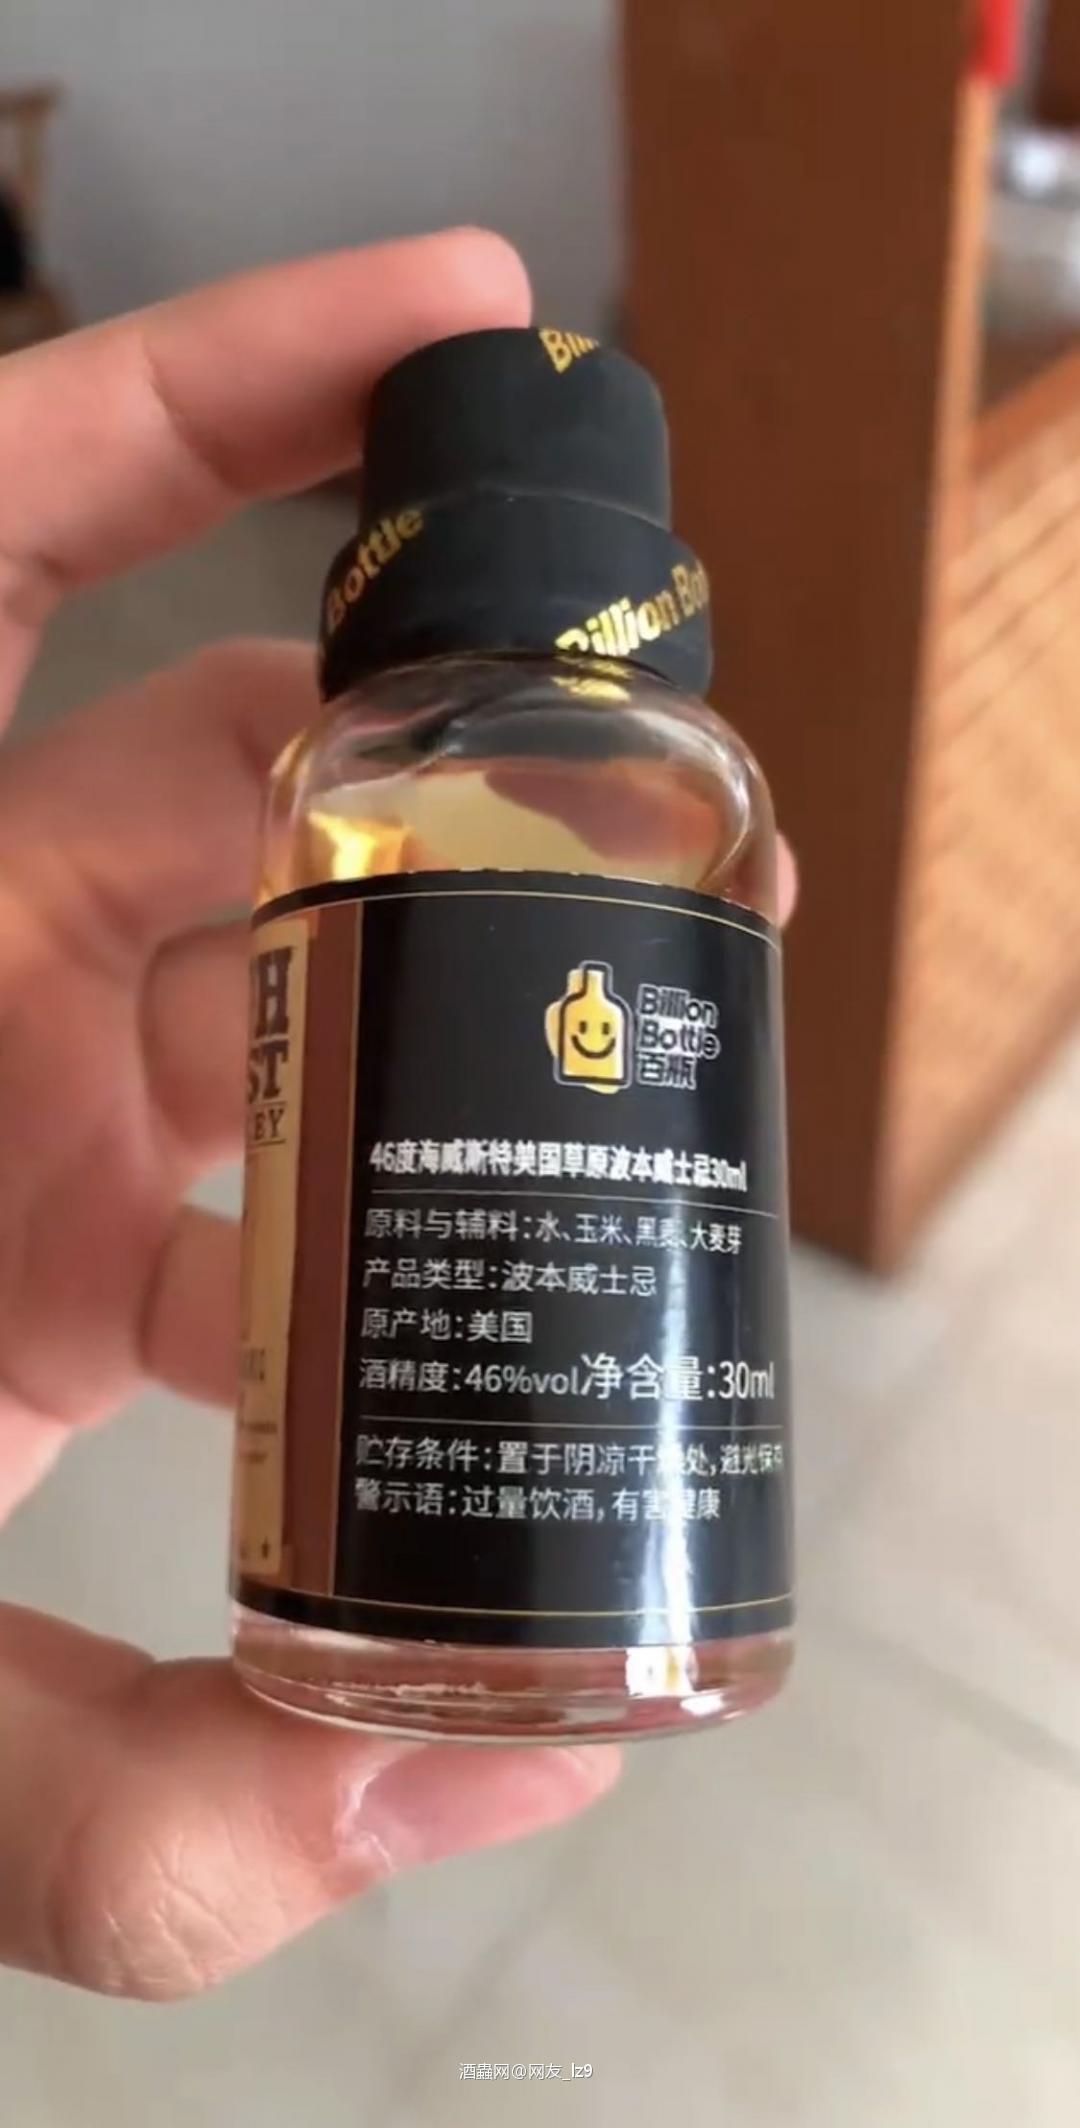 Bottle
Billion
Billion
Bottle
百瓶
46度海威斯特美国草原波本威士忌30ml
原料与辅料:水、玉米、黑麦、大麦芽
产品类型:波本威士忌
原产地:美国
酒精度:46%vol净含量:30ml
贮存条件:置于阴凉干燥处,避光保存
警示语:过量饮酒,有害健康
酒蟲网@网友_lz9